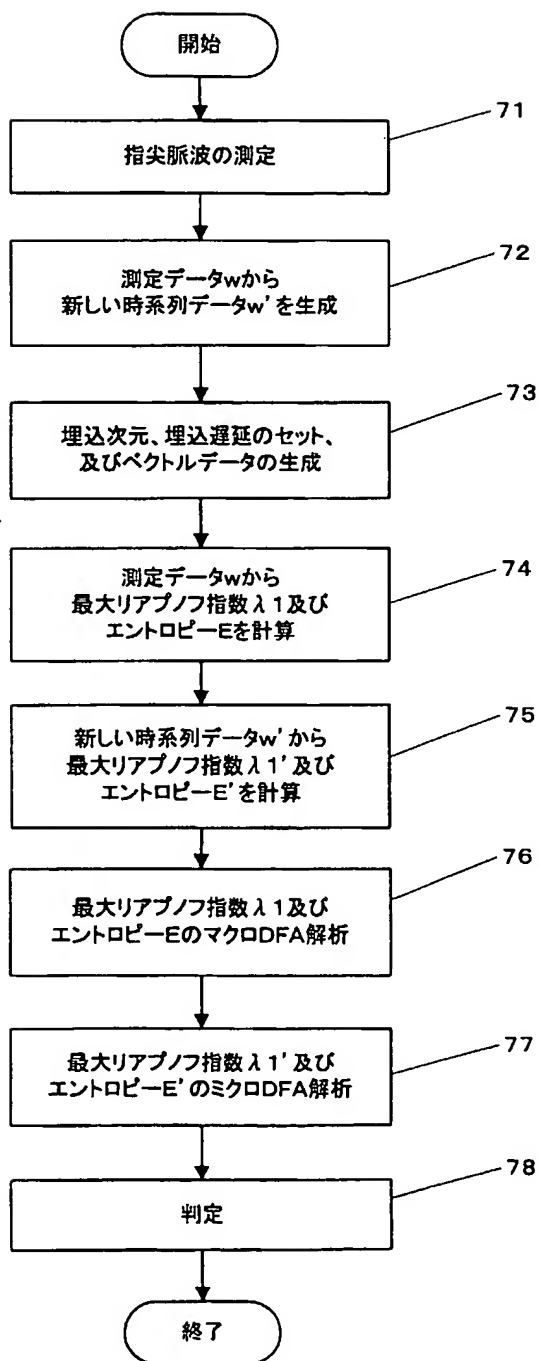 開始
71
指尖脈波の測定
72
測定データwから
新しい時系列データw'を生成
73
埋込次元、埋込遅延のセット、
及びベクトルデータの生成
74
測定データwから
最大リアプノフ指数λ1及び
エントロピーEを計算
75
新しい時系列データw'から
最大リアプノフ指数λ1'及び
エントロピーE'を計算
76
最大リアプノフ指数λ1及び
エントロピーEのマクロDFA解析
77
最大リアプノフ指数λ1'及び
エントロピーE'のミクロDFA解析
78
判定
終了